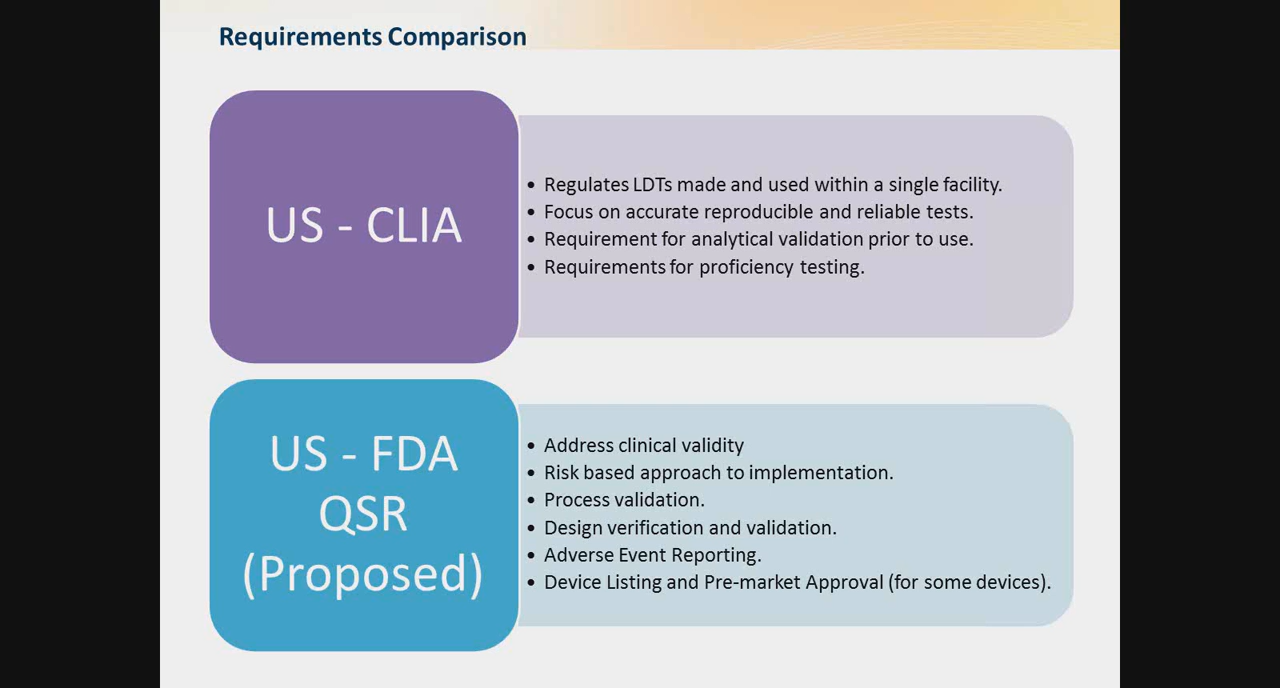 Requirements Comparison
US - CLIA
• Regulates LDTs made and used within a single facility.
• Focus on accurate reproducible and reliable tests.
• Requirement for analytical validation prior to use.
• Requirements for proficiency testing.
US - FDA
QSR
(Proposed)
• Address clinical validity
• Risk based approach to implementation.
• Process validation.
• Design verification and validation.
• Adverse Event Reporting.
• Device Listing and Pre-market Approval (for some devices).